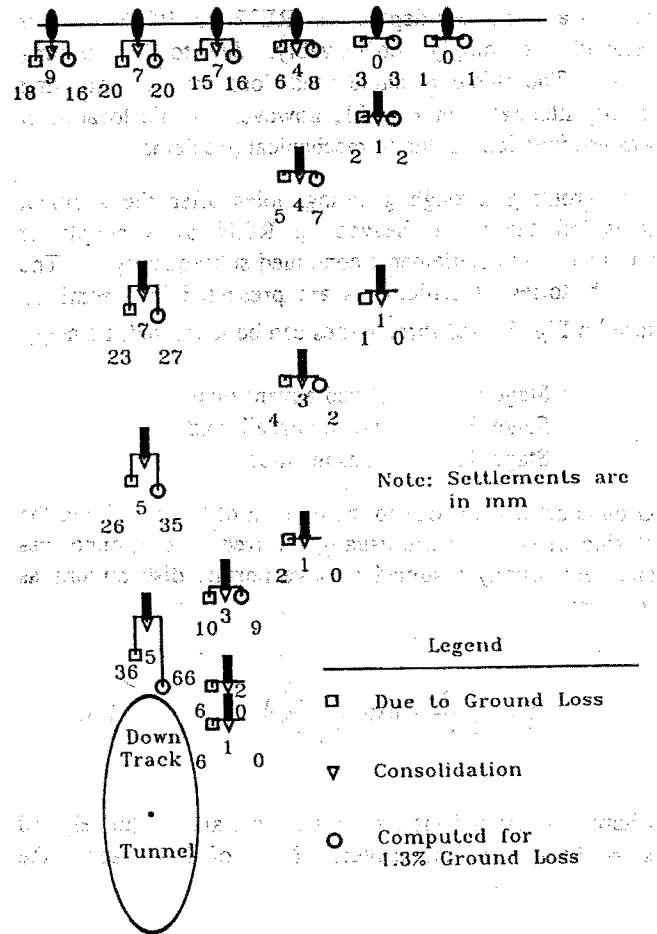 9 7 7 4 0 0
18 16 20 20 15 16 6 8 3 3 1 1
2 1 2
5 4 7
7
23 27
1
1 0
3
4 2
Note: Settlements are
in mm
5
26 35
1
2 0
3
10 9
Legend
36 5 66
2
6 0
Due to Ground Loss
1
6 0
Down
Track
Consolidation
Tunnel
Computed for
1.3% Ground Loss